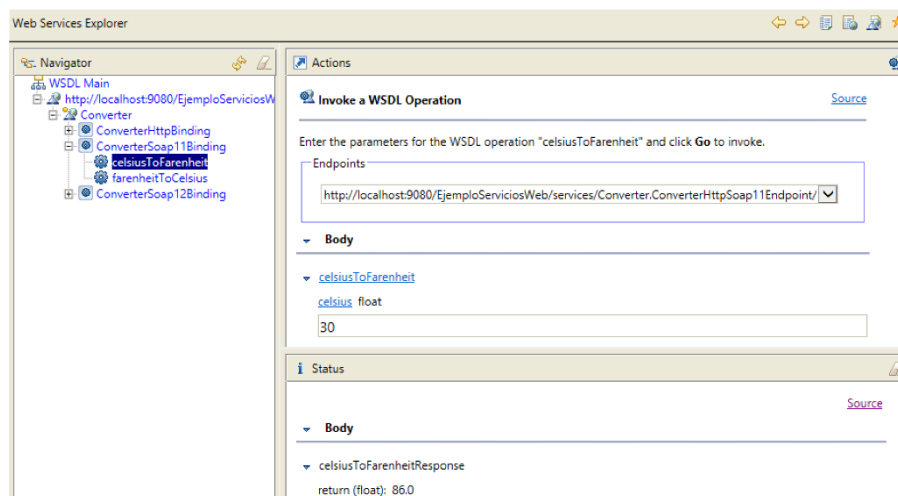 Web Services Explorer
Navigator
WSDL Main
http://localhost:9080/EjemploServiciosW
Converter
ConverterHttpBinding
ConverterSoap11Binding
celsiusToFarenheit
farenheitToCelsius
ConverterSoap12Binding
Actions
Invoke a WSDL Operation
Source
Enter the parameters for the WSDL operation "celsiusToFarenheit" and click Go to invoke.
Endpoints
http://localhost:9080/EjemploServiciosWeb/services/Converter.ConverterHttpSoap11Endpoint/
Body
celsiusToFarenheit
celsius float
30
Status
Source
Body
celsiusToFarenheitResponse
return (float): 86.0